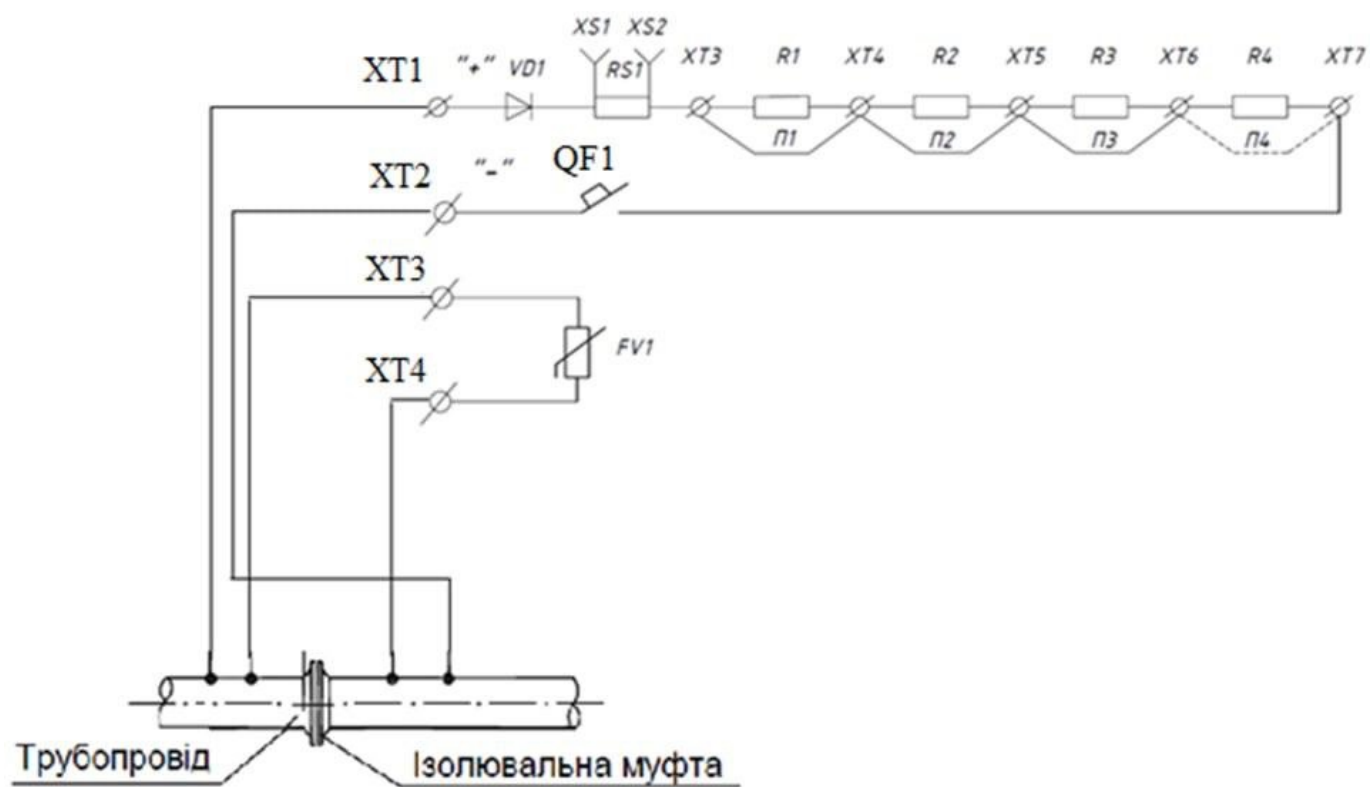 XS1 XS2
XT1 "+" VD1 RS1 XT3 R1 XT4 R2 XT5 R3 XT6 R4 XT7
П1 П2 П3 П4
XT2 "-" QF1
XT3
FV1
XT4
Трубопровід
Ізолювальна муфта